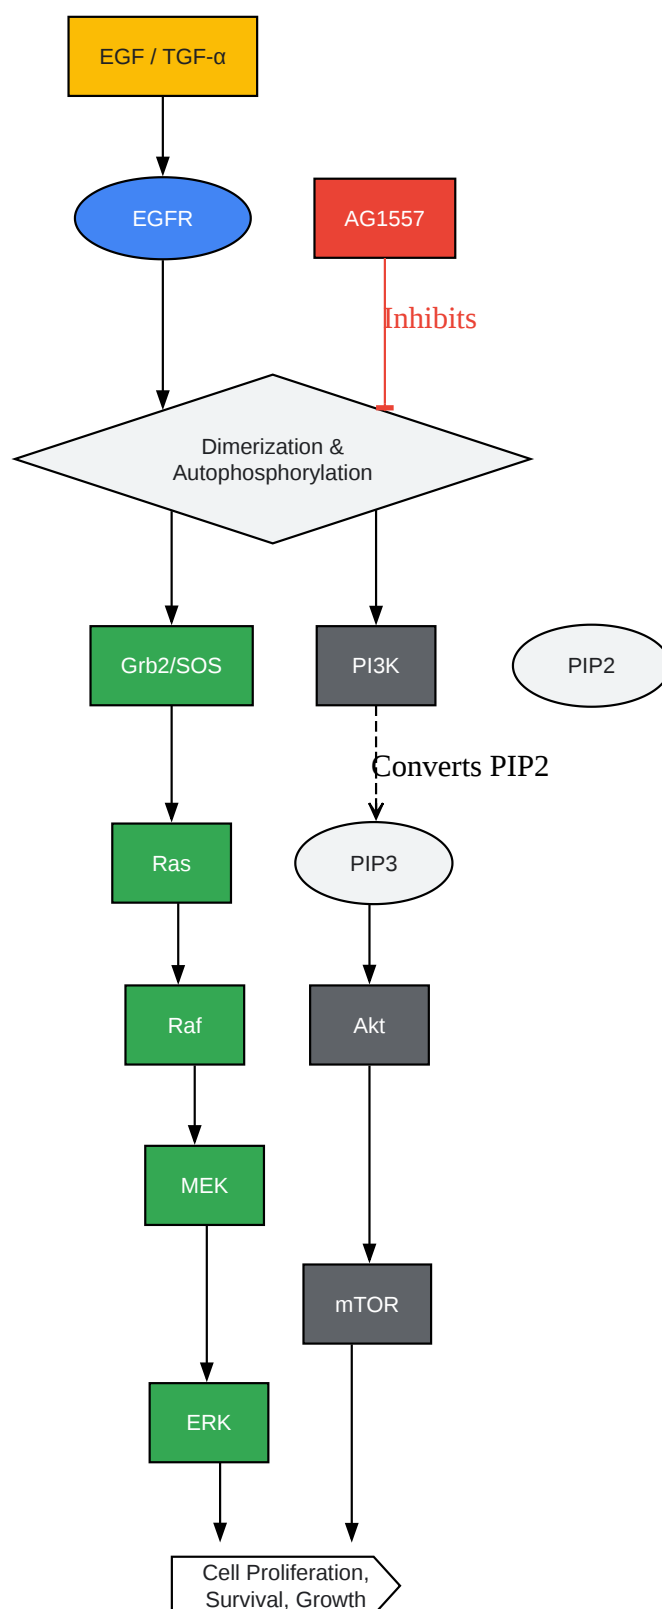 EGF / TGF-α
EGFR
AG1557
Inhibits
Dimerization &
Autophosphorylation
Grb2/SOS
PI3K
PIP2
Converts PIP2
Ras
PIP3
Raf
Akt
MEK
mTOR
ERK
Cell Proliferation,
Survival, Growth